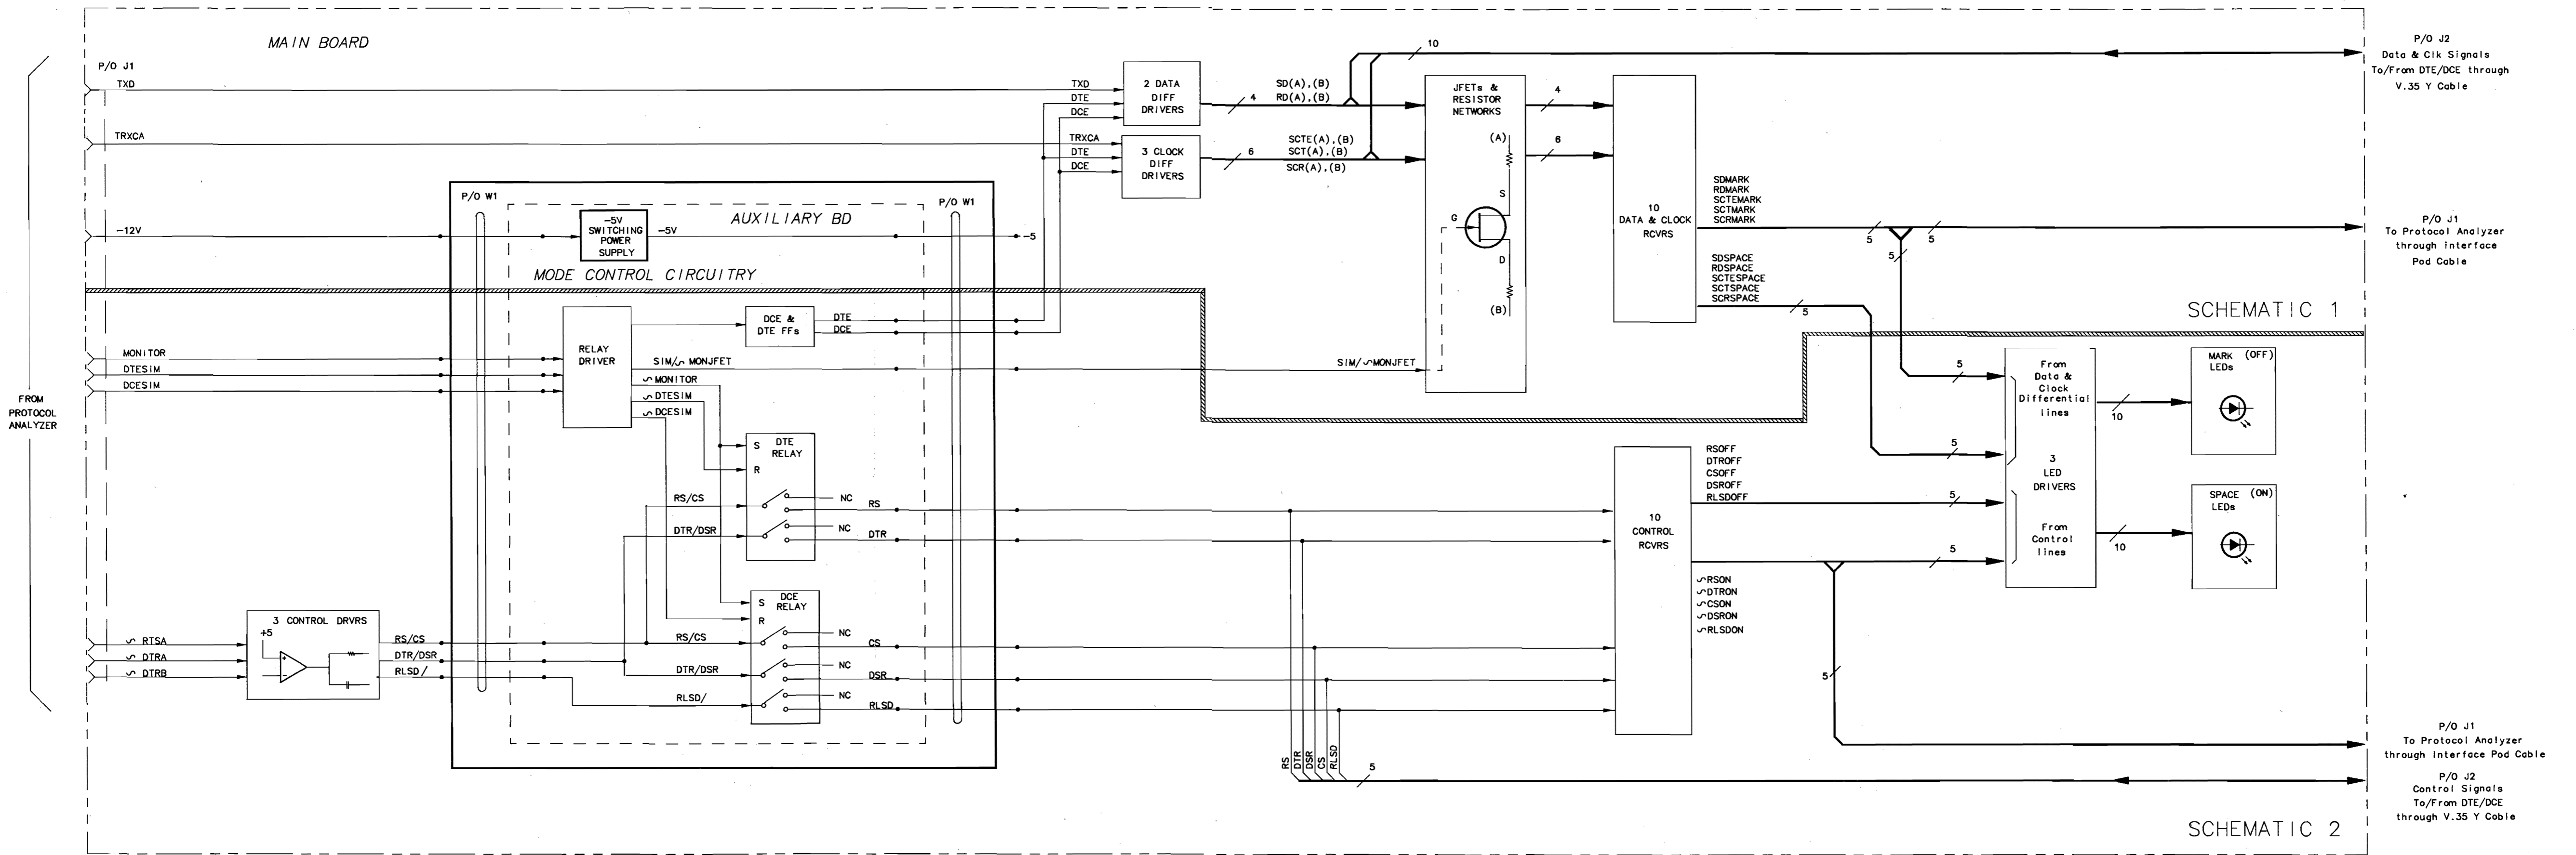 MAIN BOARD
P/O J1
TXD
TRXCA
-12V
MONITOR
DTESIM
DCESIM
FROM
PROTOCOL
ANALYZER
∽ RTSA
∽ DTRA
∽ DTRB
3 CONTROL DRVRS
+5
+
-
RS/CS
DTR/DSR
RLSD/
P/O W1
P/O W1
AUXILIARY BD
-5V
SWITCHING
POWER
SUPPLY
-5V
-5
MODE CONTROL CIRCUITRY
RELAY
DRIVER
DCE &
DTE FFs
DTE
DCE
SIM/∽ MONJFET
∽ MONITOR
∽ DTESIM
∽ DCESIM
DTE
RELAY
S
R
RS/CS
NC
RS
DTR/DSR
NC
DTR
DCE
RELAY
S
R
RS/CS
NC
CS
DTR/DSR
NC
DSR
RLSD/
NC
RLSD
TXD
DTE
DCE
2 DATA
DIFF
DRIVERS
TRXCA
DTE
DCE
3 CLOCK
DIFF
DRIVERS
4
SD(A),(B)
RD(A),(B)
6
SCTE(A),(B)
SCT(A),(B)
SCR(A),(B)
10
JFETs &
RESISTOR
NETWORKS
(A)
S
G
D
(B)
SIM/∽MONJFET
4
6
10
DATA & CLOCK
RCVRS
SDMARK
RDMARK
SCTEMARK
SCTMARK
SCRMARK
5
5
5
SDSPACE
RDSPACE
SCTESPACE
SCTSPACE
SCRSPACE
5
SCHEMATIC 1
10
CONTROL
RCVRS
RSOFF
DTROFF
CSOFF
DSROFF
RLSDOFF
∽RSON
∽DTRON
∽CSON
∽DSRON
∽RLSDON
5
5
5
5
5
From
Data &
Clock
Differential
lines
3
LED
DRIVERS
From
Control
lines
10
10
MARK (OFF)
LEDs
SPACE (ON)
LEDs
RS
DTR
DSR
CS
RLSD
5
P/O J2
Data & Clk Signals
To/From DTE/DCE through
V.35 Y Cable
P/O J1
To Protocol Analyzer
through interface
Pod Cable
P/O J1
To Protocol Analyzer
through Interface Pod Cable
P/O J2
Control Signals
To/From DTE/DCE
through V.35 Y Coble
SCHEMATIC 2